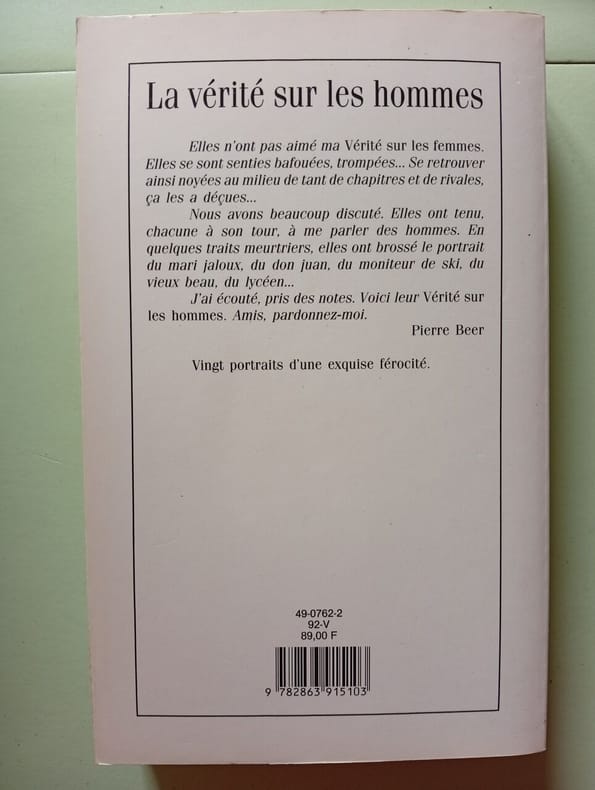 La vérité sur les hommes
Elles n'ont pas aimé ma Vérité sur les femmes.
Elles se sont senties bafouées, trompées... Se retrouver
ainsi noyées au milieu de tant de chapitres et de rivales,
ça les a déçues...
Nous avons beaucoup discuté. Elles ont tenu,
chacune à son tour, à me parler des hommes. En
quelques traits meurtriers, elles ont brossé le portrait
du mari jaloux, du don juan, du moniteur de ski, du
vieux beau, du lycéen...
J'ai écouté, pris des notes. Voici leur Vérité sur
les hommes. Amis, pardonnez-moi.
Pierre Beer
Vingt portraits d'une exquise férocité.
49-0762-2
92-V
89,00 F
9 782863 915103